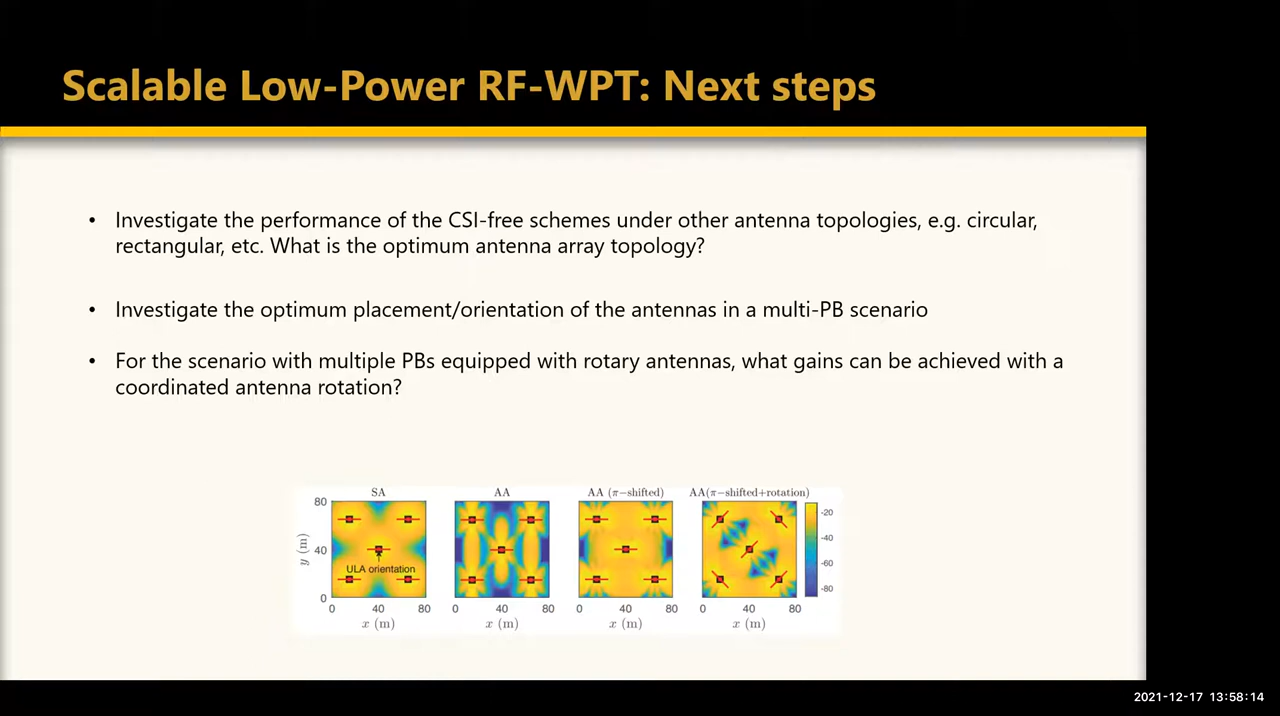 Scalable Low-Power RF-WPT: Next steps
• Investigate the performance of the CSI-free schemes under other antenna topologies, e.g. circular,
rectangular, etc. What is the optimum antenna array topology?
• Investigate the optimum placement/orientation of the antennas in a multi-PB scenario
• For the scenario with multiple PBs equipped with rotary antennas, what gains can be achieved with a
coordinated antenna rotation?
SA AA AA (π−shifted) AA(π−shifted+rotation)
80
40
0
y (m)
ULA orientation
-20
-40
-60
-80
0 40 80 0 40 80 0 40 80 0 40 80
x (m) x (m) x (m) x (m)
2021-12-17 13:58:14